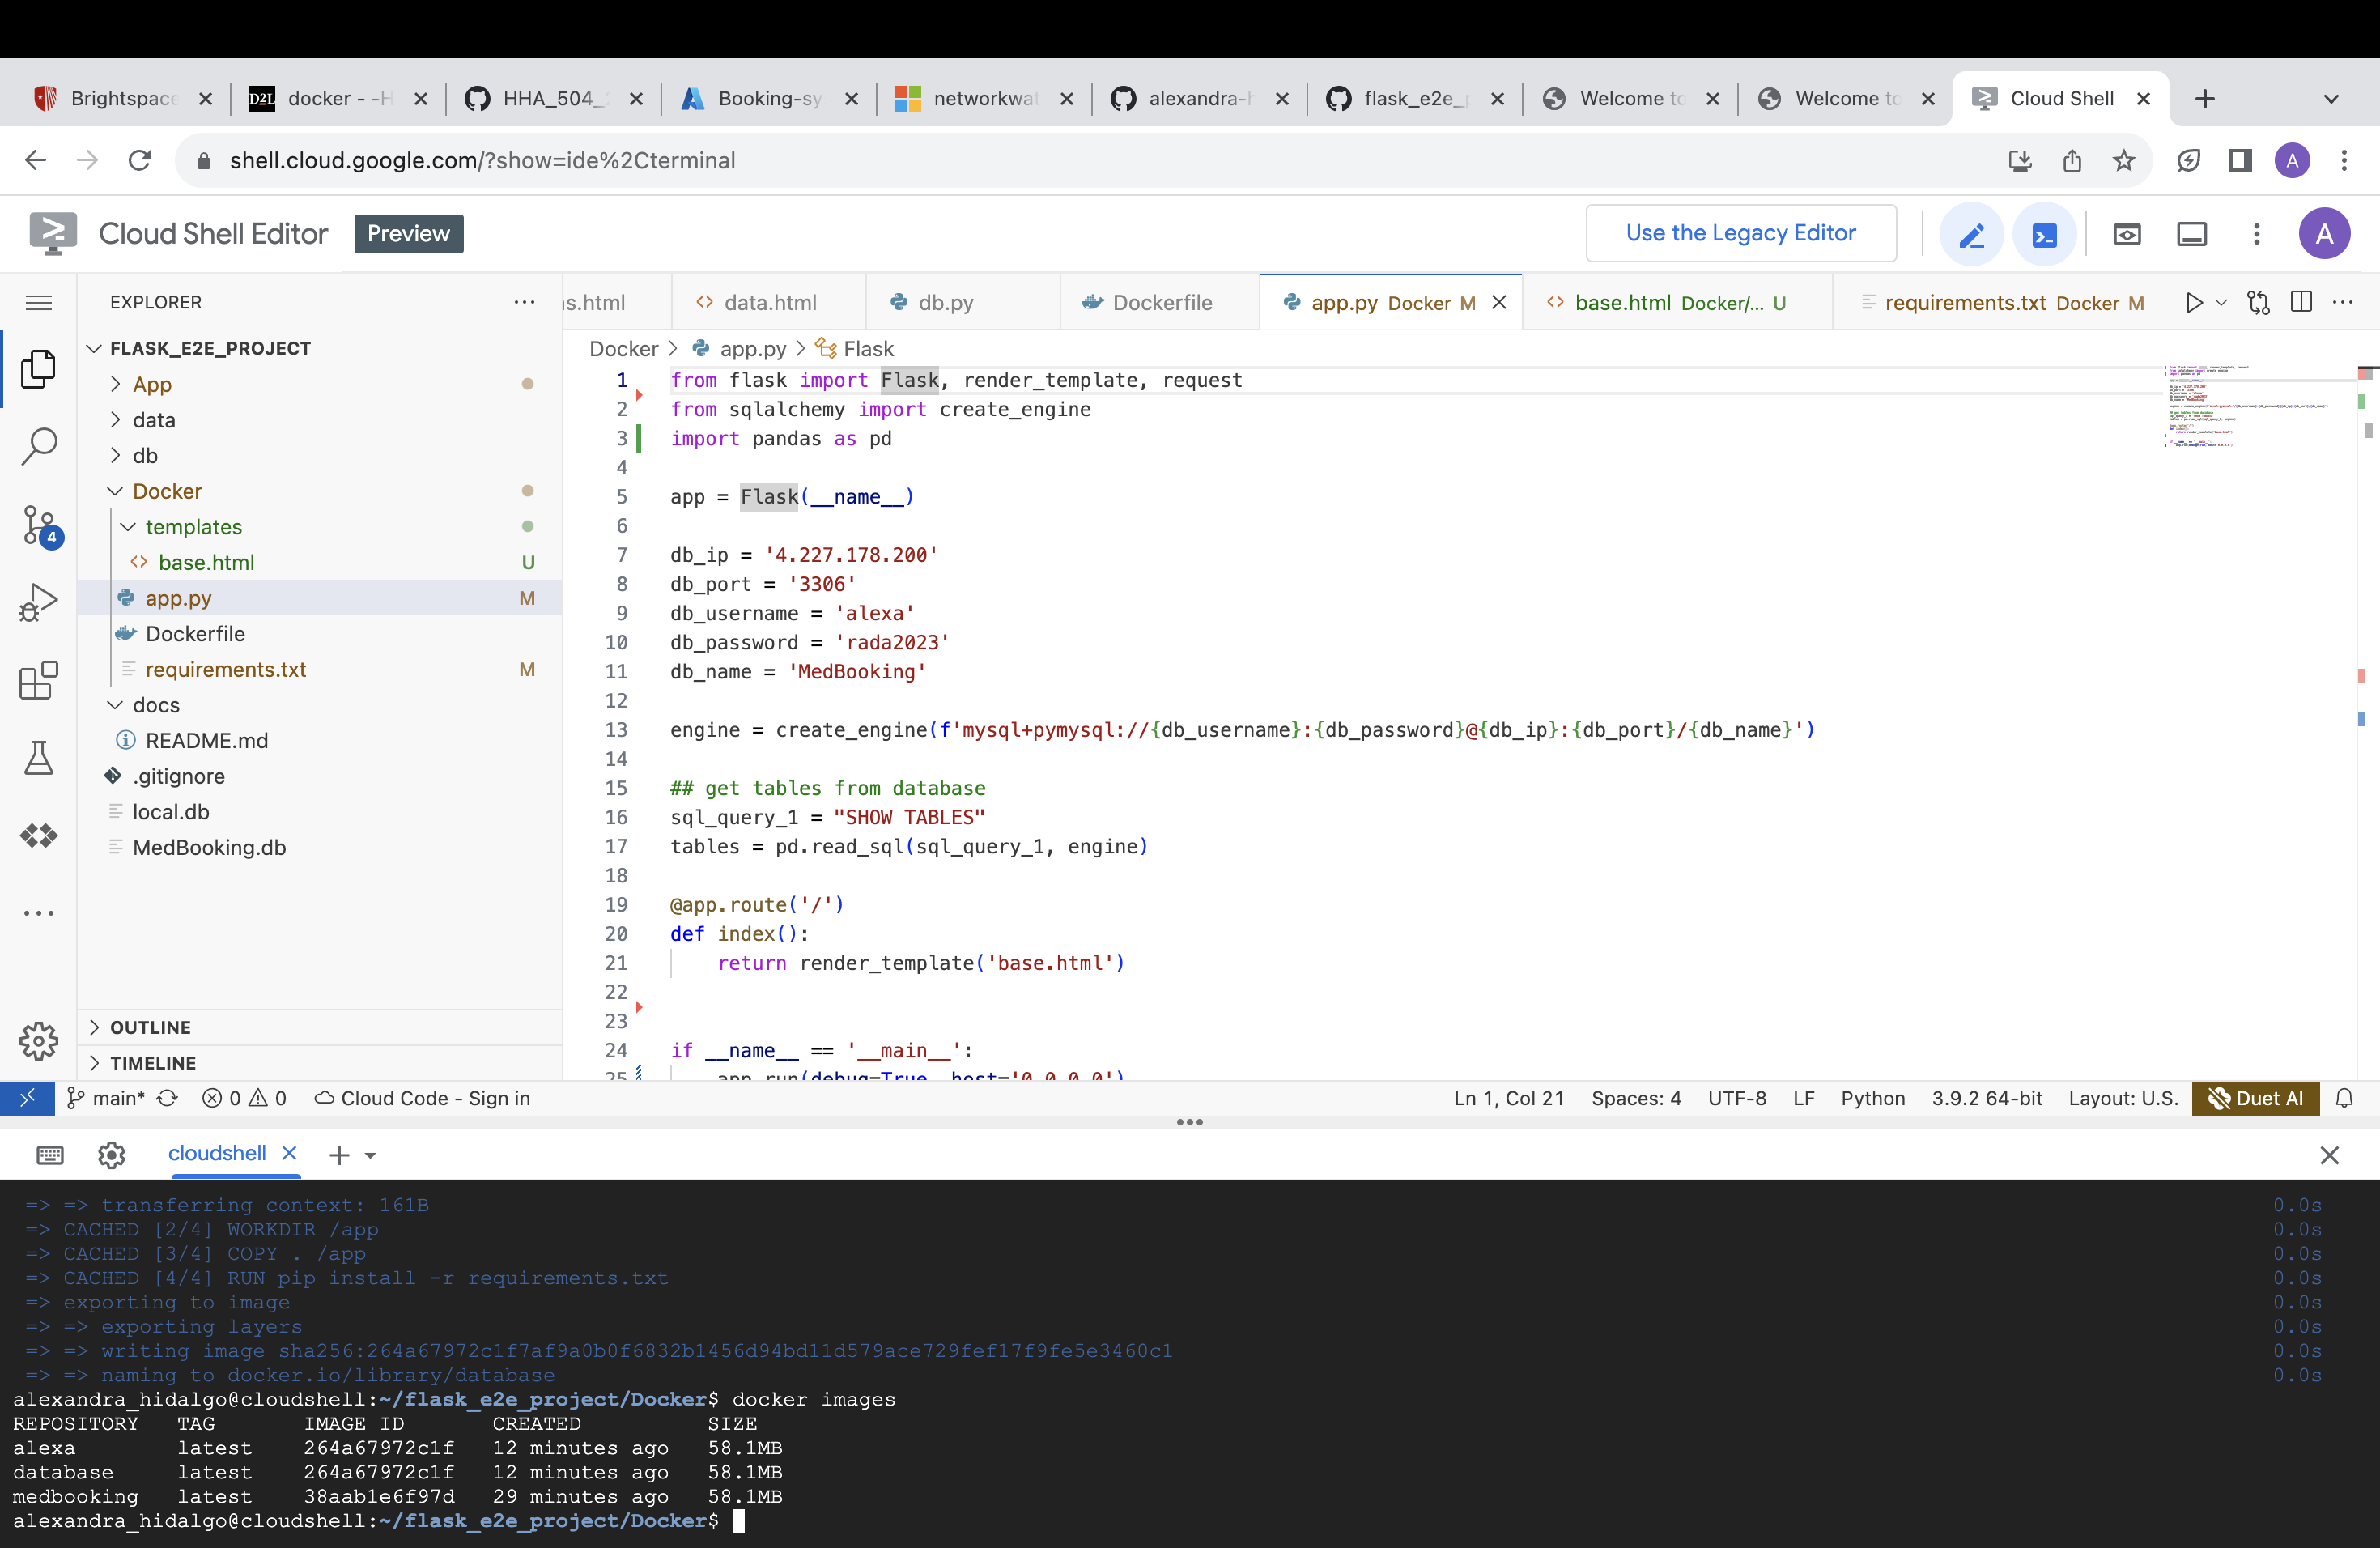 Brightspace
docker - -H
HHA_504_
Booking-sy
networkwat
alexandra-h
flask_e2e_p
Welcome to
Welcome to
Cloud Shell
shell.cloud.google.com/?show=ide%2Cterminal
A
Cloud Shell Editor
Preview
Use the Legacy Editor
A
EXPLORER
s.html
data.html
db.py
Dockerfile
app.py Docker M
base.html Docker/... U
requirements.txt Docker M
FLASK_E2E_PROJECT
App
data
db
Docker
templates
base.html U
app.py M
Dockerfile
requirements.txt M
docs
README.md
.gitignore
local.db
MedBooking.db
OUTLINE
TIMELINE
4
Docker > app.py > Flask
1 from flask import Flask, render_template, request
2 from sqlalchemy import create_engine
3 import pandas as pd
4
5 app = Flask(__name__)
6
7 db_ip = '4.227.178.200'
8 db_port = '3306'
9 db_username = 'alexa'
10 db_password = 'rada2023'
11 db_name = 'MedBooking'
12
13 engine = create_engine(f'mysql+pymysql://{db_username}:{db_password}@{db_ip}:{db_port}/{db_name}')
14
15 ## get tables from database
16 sql_query_1 = "SHOW TABLES"
17 tables = pd.read_sql(sql_query_1, engine)
18
19 @app.route('/')
20 def index():
21 return render_template('base.html')
22
23
24 if __name__ == '__main__':
25 app.run(debug=True, host='0.0.0.0')
main* 0 0 Cloud Code - Sign in
Ln 1, Col 21 Spaces: 4 UTF-8 LF Python 3.9.2 64-bit Layout: U.S. Duet AI
cloudshell
=> => transferring context: 161B 0.0s
=> CACHED [2/4] WORKDIR /app 0.0s
=> CACHED [3/4] COPY . /app 0.0s
=> CACHED [4/4] RUN pip install -r requirements.txt 0.0s
=> exporting to image 0.0s
=> => exporting layers 0.0s
=> => writing image sha256:264a67972c1f7af9a0b0f6832b1456d94bd11d579ace729fef17f9fe5e3460c1 0.0s
=> => naming to docker.io/library/database 0.0s
alexandra_hidalgo@cloudshell:~/flask_e2e_project/Docker$ docker images
REPOSITORY TAG IMAGE ID CREATED SIZE
alexa latest 264a67972c1f 12 minutes ago 58.1MB
database latest 264a67972c1f 12 minutes ago 58.1MB
medbooking latest 38aab1e6f97d 29 minutes ago 58.1MB
alexandra_hidalgo@cloudshell:~/flask_e2e_project/Docker$